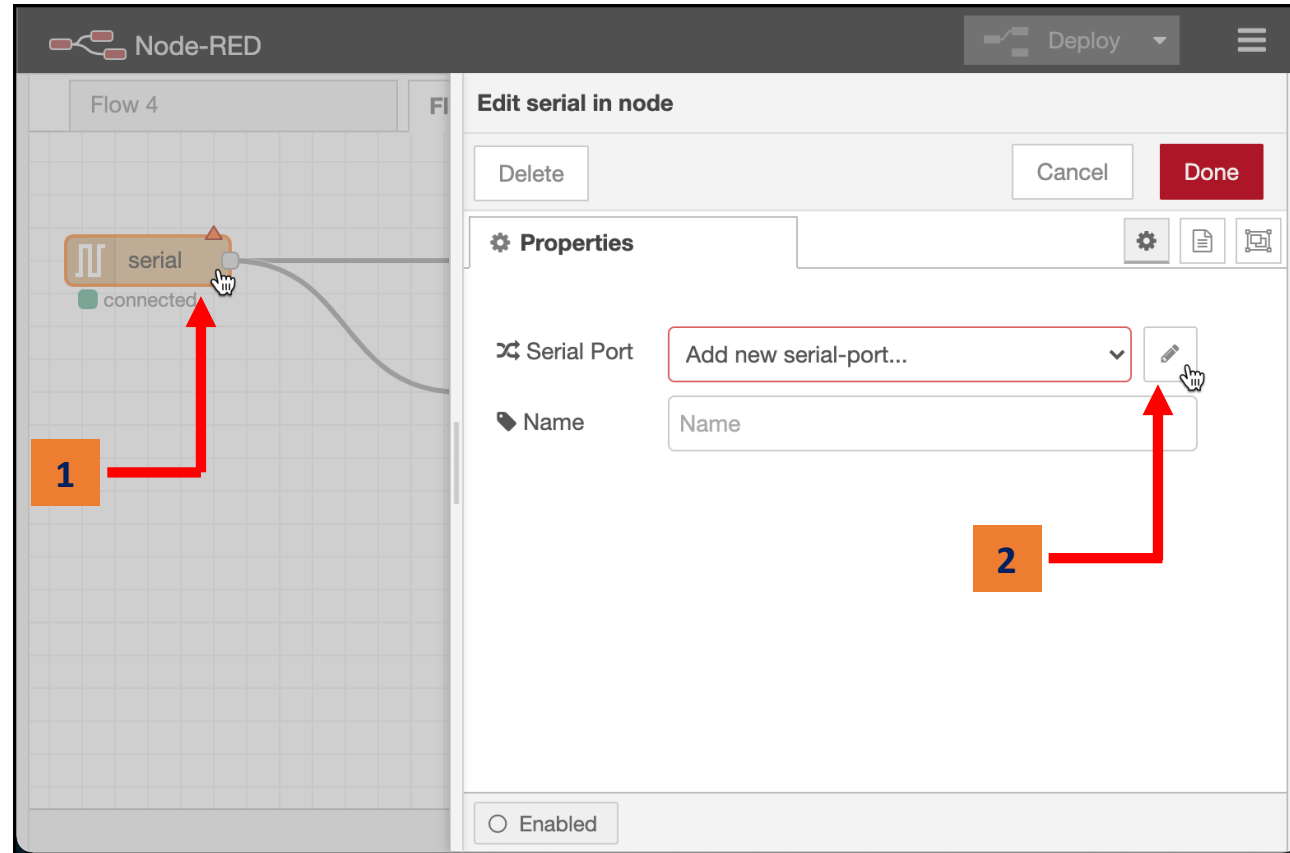 Node-RED
Deploy
Flow 4
Fl
Edit serial in node
Delete
Cancel
Done
Properties
serial
connected
Serial Port
Add new serial-port...
Name
Name
1
2
Enabled